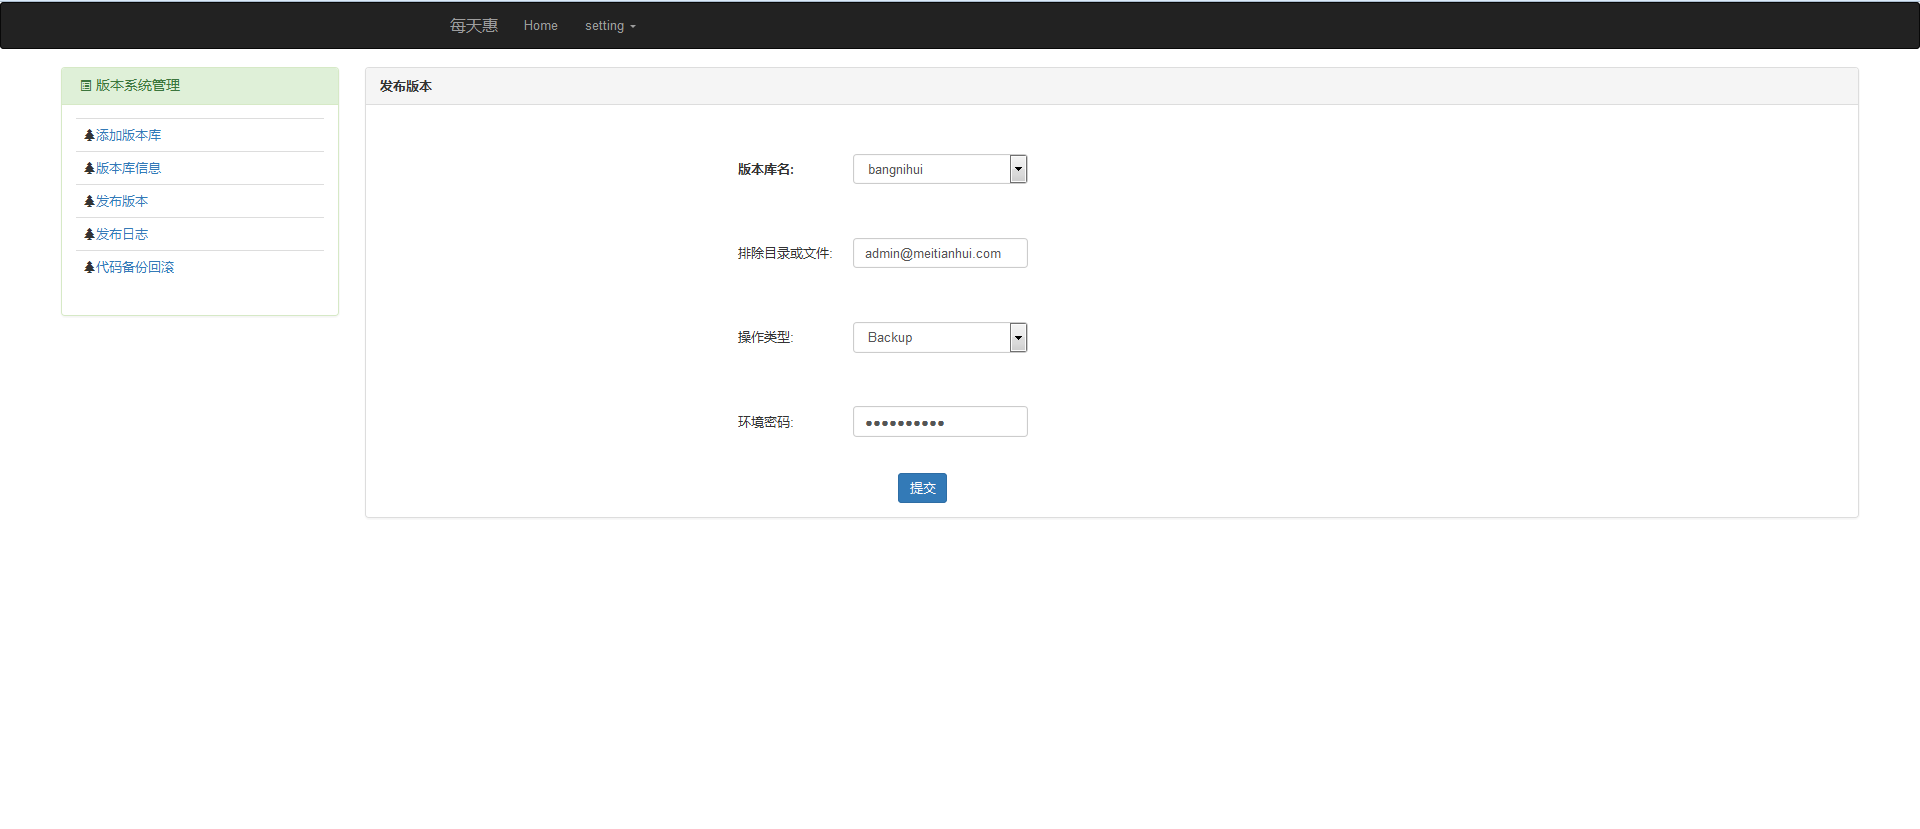 每天惠 Home setting
版本系统管理
添加版本库
版本库信息
发布版本
发布日志
代码备份回滚
发布版本
版本库名: bangnihui
排除目录或文件: admin@meitianhui.com
操作类型: Backup
环境密码: ●●●●●●●●●●
提交